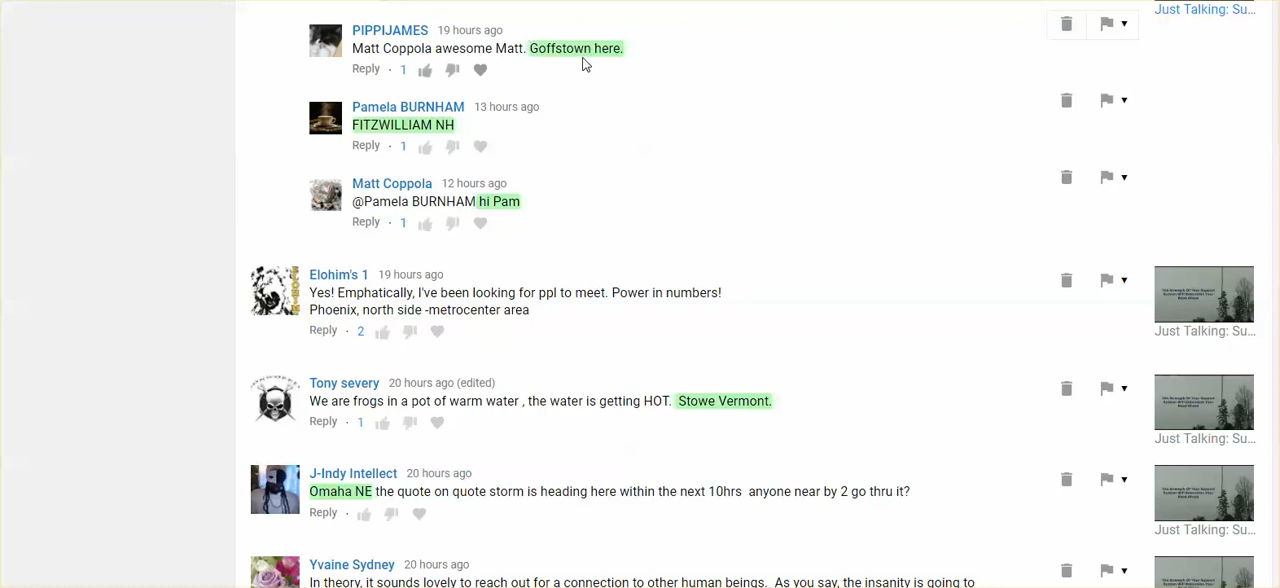 Just Talking: Su...
PIPPIJAMES 19 hours ago
Matt Coppola awesome Matt. Goffstown here.
Reply · 1
Pamela BURNHAM 13 hours ago
FITZWILLIAM NH
Reply · 1
Matt Coppola 12 hours ago
@Pamela BURNHAM hi Pam
Reply · 1
Elohim's 1 19 hours ago
Yes! Emphatically, I've been looking for ppl to meet. Power in numbers!
Phoenix, north side -metrocenter area
Reply · 2
Just Talking: Su...
Tony severy 20 hours ago (edited)
We are frogs in a pot of warm water , the water is getting HOT. Stowe Vermont.
Reply · 1
Just Talking: Su...
J-Indy Intellect 20 hours ago
Omaha NE the quote on quote storm is heading here within the next 10hrs anyone near by 2 go thru it?
Reply ·
Just Talking: Su...
Yvaine Sydney 20 hours ago
In theory, it sounds lovely to reach out for a connection to other human beings. As you say, the insanity is going to